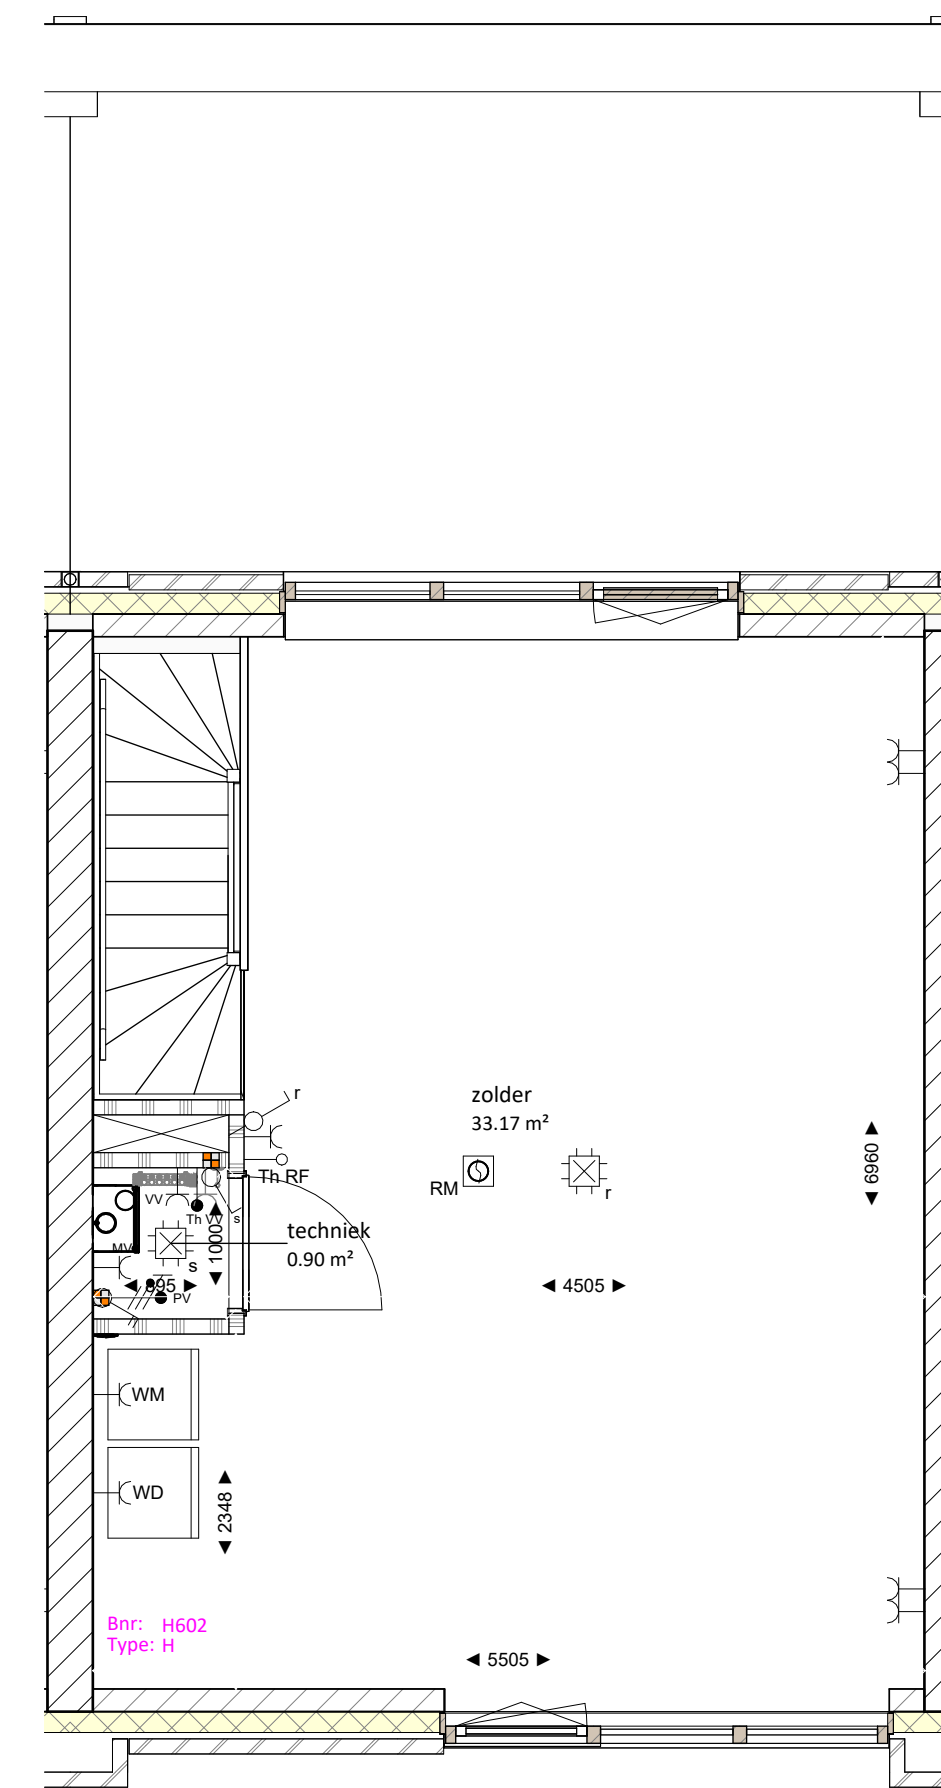 r
zolder
33.17 m²
6960
Th RF
RM
r
VV
Th VV
s
1000
techniek
0.90 m²
MV
s
895
4505
PV
WM
WD
2348
Bnr: H602
Type: H
5505